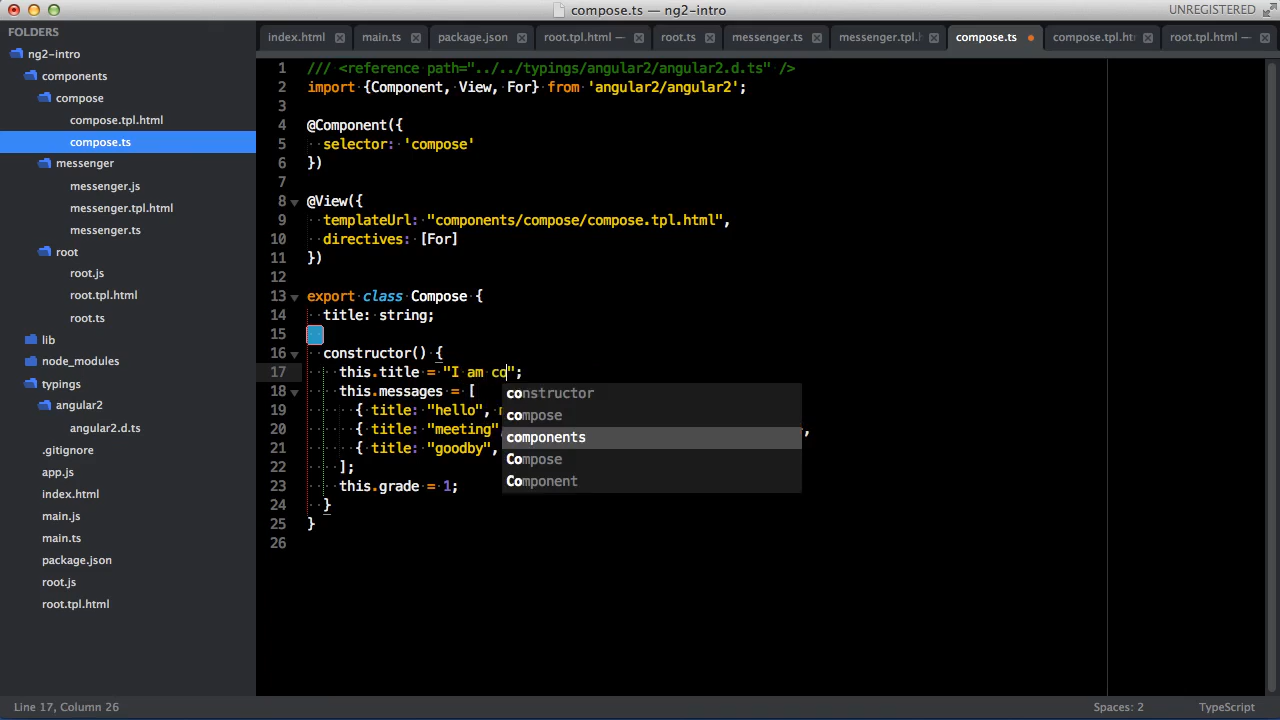 compose.ts — ng2-intro
UNREGISTERED
FOLDERS
ng2-intro
components
compose
compose.tpl.html
compose.ts
messenger
messenger.js
messenger.tpl.html
messenger.ts
root
root.js
root.tpl.html
root.ts
lib
node_modules
typings
angular2
angular2.d.ts
.gitignore
app.js
index.html
main.js
main.ts
package.json
root.js
root.tpl.html
index.html
main.ts
package.json
root.tpl.html —
root.ts
messenger.ts
messenger.tpl.
compose.ts
compose.tpl.ht
root.tpl.html —
1 /// <reference path="../../typings/angular2/angular2.d.ts" />
2 import {Component, View, For} from 'angular2/angular2';
3
4 @Component({
5 selector: 'compose'
6 })
7
8 @View({
9 templateUrl: "components/compose/compose.tpl.html",
10 directives: [For]
11 })
12
13 export class Compose {
14 title: string;
15
16 constructor() {
17 this.title = "I am co";
18 this.messages = [
19 { title: "hello",
20 { title: "meeting",
21 { title: "goodby",
22 ];
23 this.grade = 1;
24 }
25 }
26
constructor
compose
components
Compose
Component
Line 17, Column 26
Spaces: 2
TypeScript